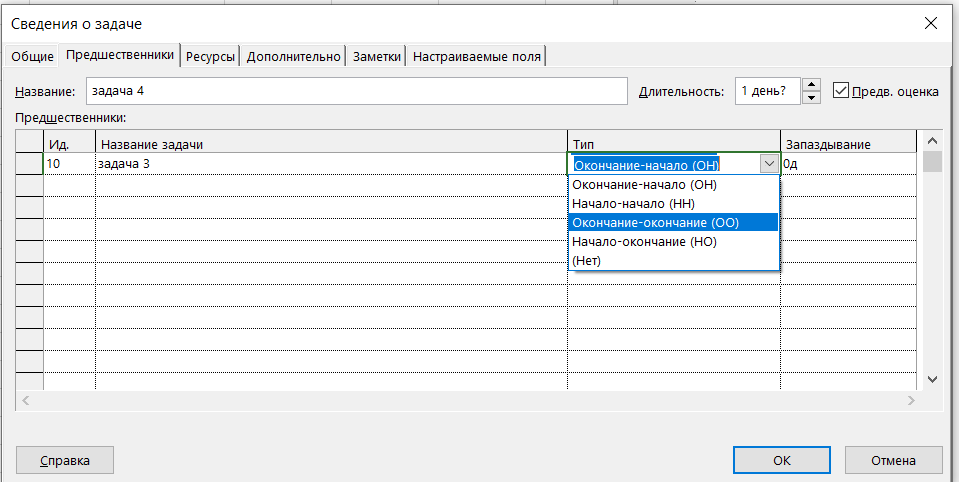 Сведения о задаче
Общие Предшественники Ресурсы Дополнительно Заметки Настраиваемые поля
Название: задача 4 Длительность: 1 день? Предв. оценка
Предшественники:
Ид. Название задачи Тип Запаздывание
10 задача 3 Окончание-начало (ОН) 0д
Окончание-начало (ОН)
Начало-начало (НН)
Окончание-окончание (ОО)
Начало-окончание (НО)
(Нет)
Справка ОК Отмена